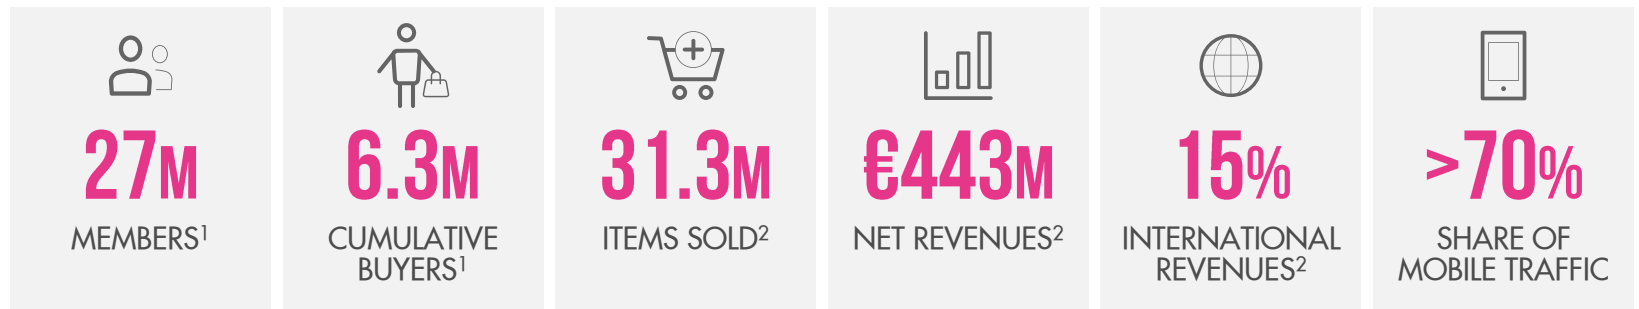 27M
MEMBERS¹
6.3M
CUMULATIVE
BUYERS¹
31.3M
ITEMS SOLD²
€443M
NET REVENUES²
15%
INTERNATIONAL
REVENUES²
>70%
SHARE OF
MOBILE TRAFFIC